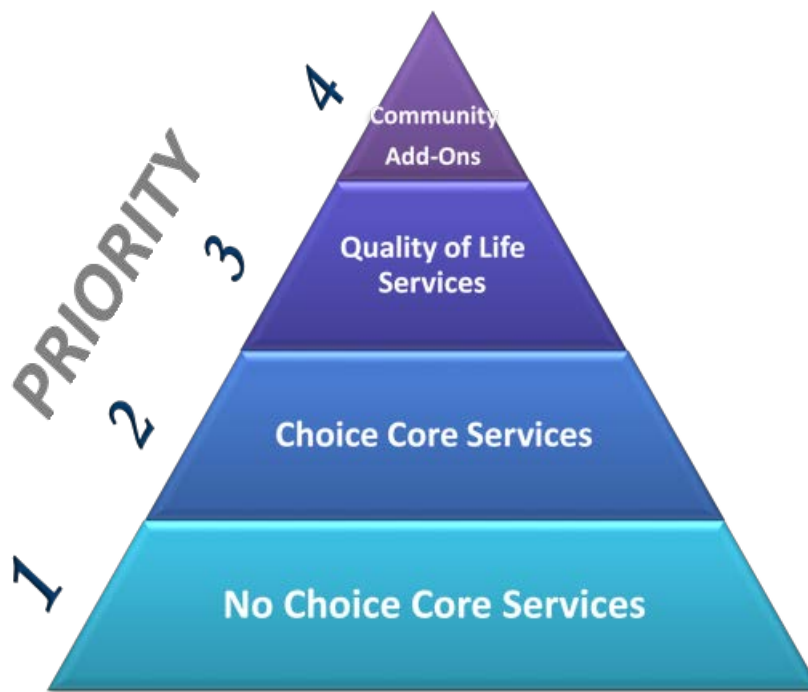 PRIORITY
4
Community
Add-Ons
3
Quality of Life
Services
2
Choice Core Services
1
No Choice Core Services